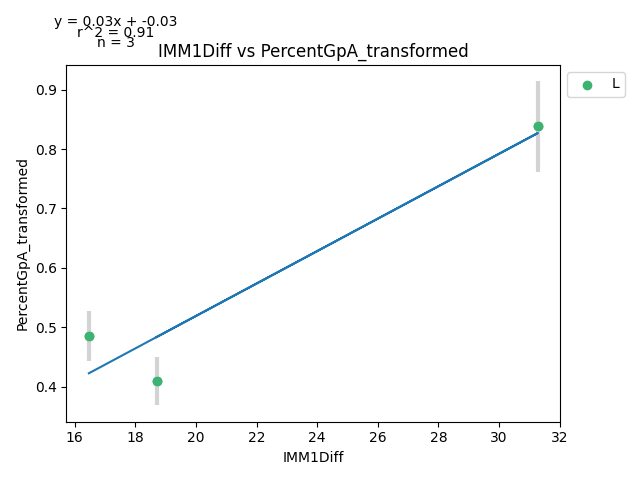 y = 0.03x + -0.03
r^2 = 0.91
n = 3
IMM1Diff vs PercentGpA_transformed
L
PercentGpA_transformed
0.9
0.8
0.7
0.6
0.5
0.4
16 18 20 22 24 26 28 30 32
IMM1Diff